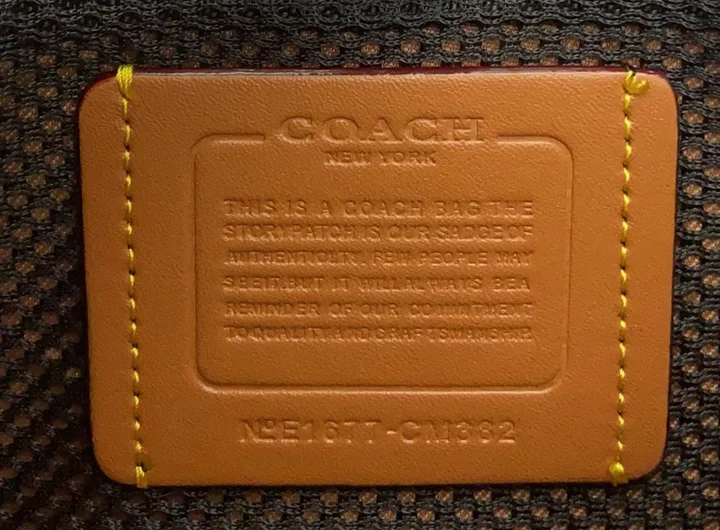 COACH
NEW YORK
THIS IS A COACH BAG THE
STORYPATCH IS OUR SADGE OF
AUTHENTICITY. FEW PEOPLE MAY
SEE IT.BUT IT WILL ALWAYS BE A
REMINDER OF OUR COMMITMENT
TO QUALITY AND CRAFTSMANSHIP.
NºE1677-CM382